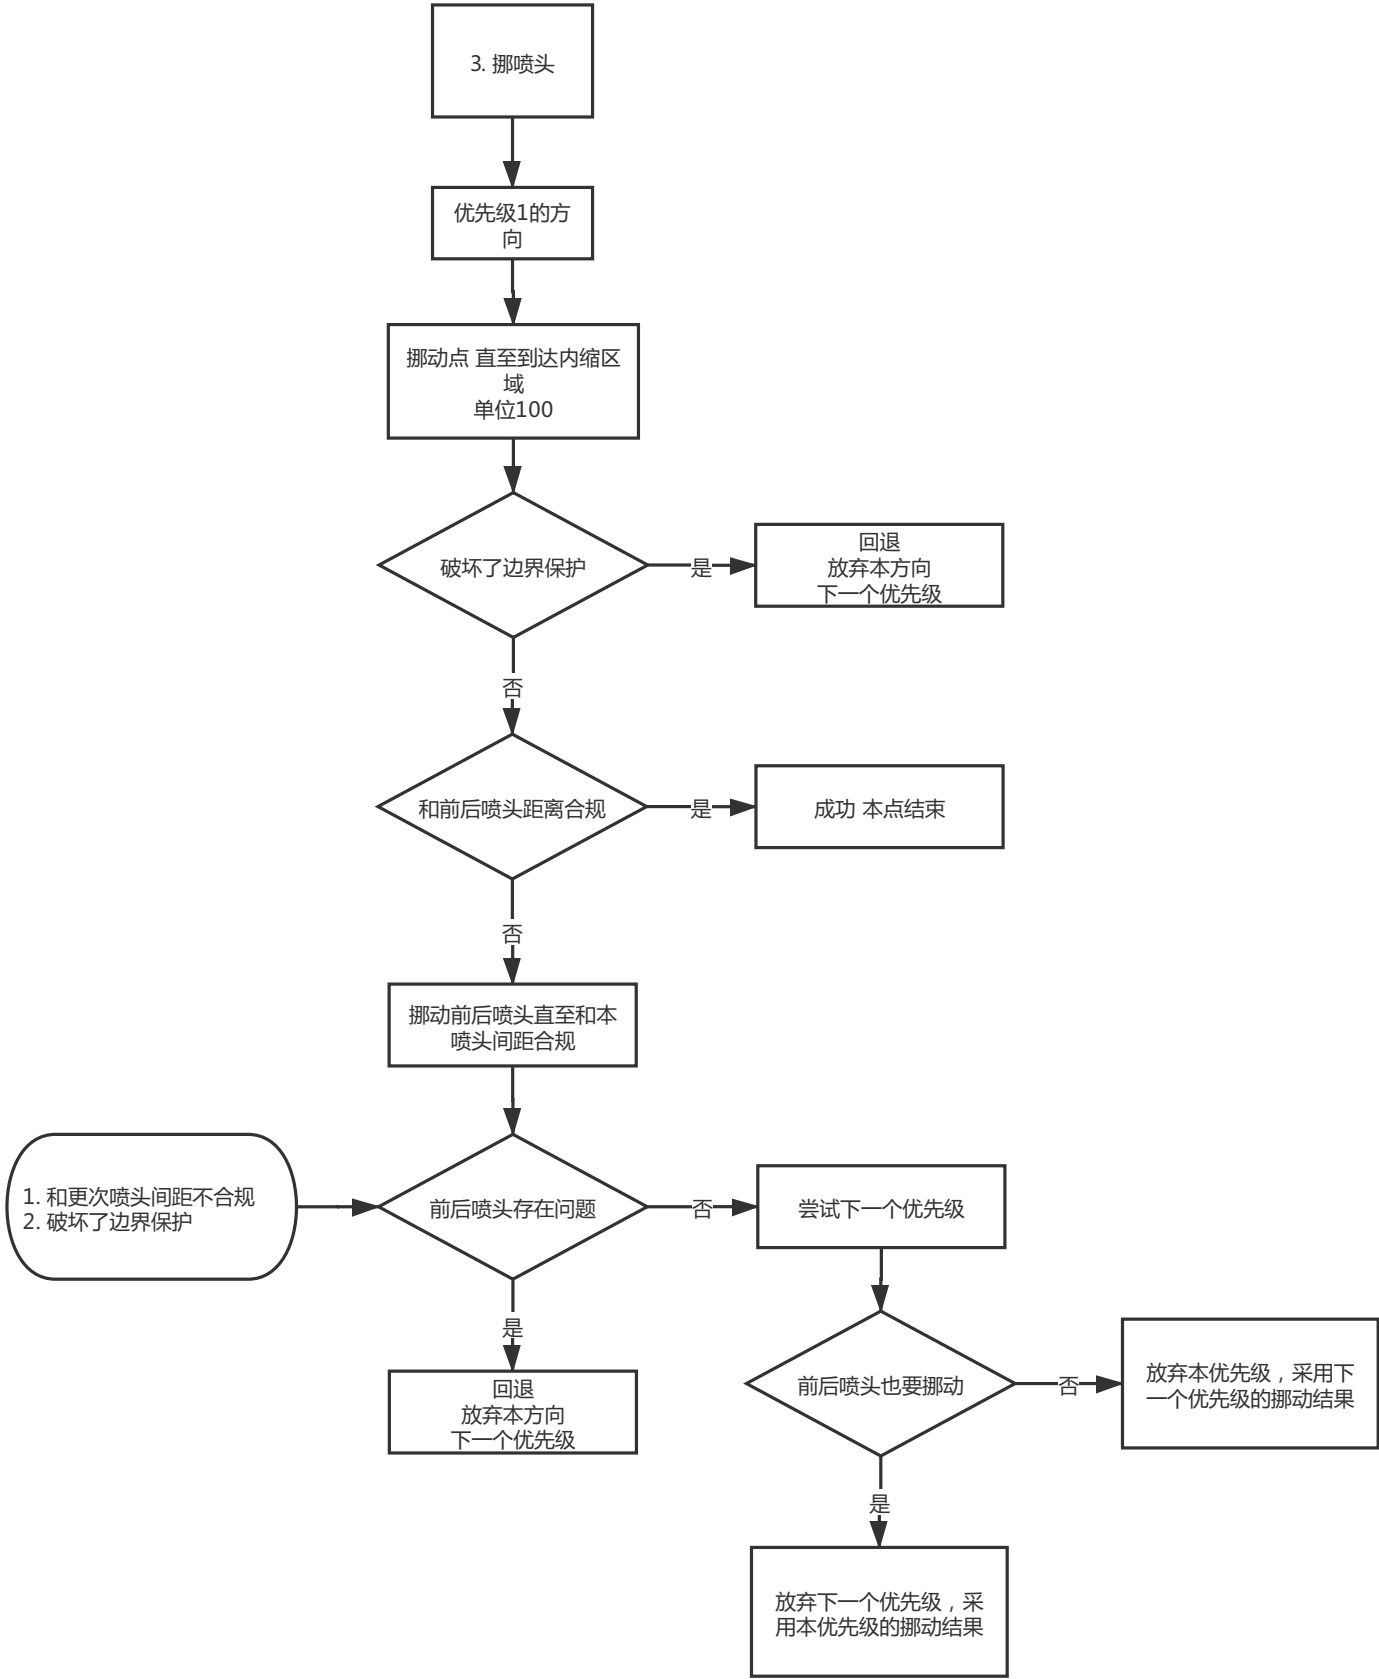 3. 挪喷头
优先级1的方
向
挪动点 直至到达内缩区
域
单位100
破坏了边界保护
是
回退
放弃本方向
下一个优先级
否
和前后喷头距离合规
是
成功 本点结束
否
挪动前后喷头直至和本
喷头间距合规
1. 和更次喷头间距不合规
2. 破坏了边界保护
前后喷头存在问题
否
尝试下一个优先级
是
回退
放弃本方向
下一个优先级
前后喷头也要挪动
否
放弃本优先级，采用下
一个优先级的挪动结果
是
放弃下一个优先级，采
用本优先级的挪动结果